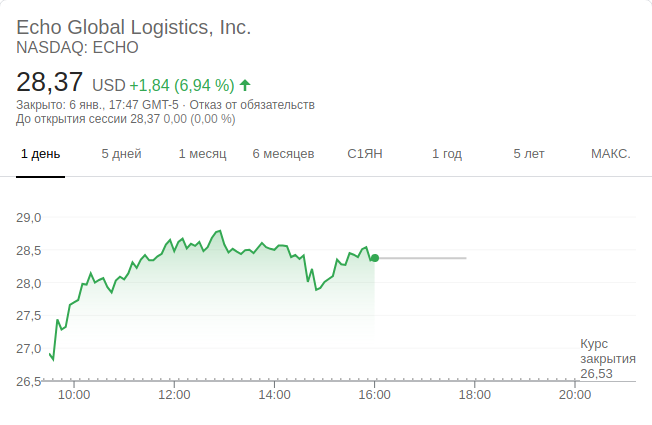 Echo Global Logistics, Inc.
NASDAQ: ECHO
28,37 USD +1,84 (6,94 %)
Закрыто: 6 янв., 17:47 GMT-5 · Отказ от обязательств
До открытия сессии 28,37 0,00 (0,00 %)
1 день 5 дней 1 месяц 6 месяцев С1ЯН 1 год 5 лет МАКС.
29,0
28,5
28,0
27,5
27,0
Курс
закрытия
26,53
26,5
10:00 12:00 14:00 16:00 18:00 20:00